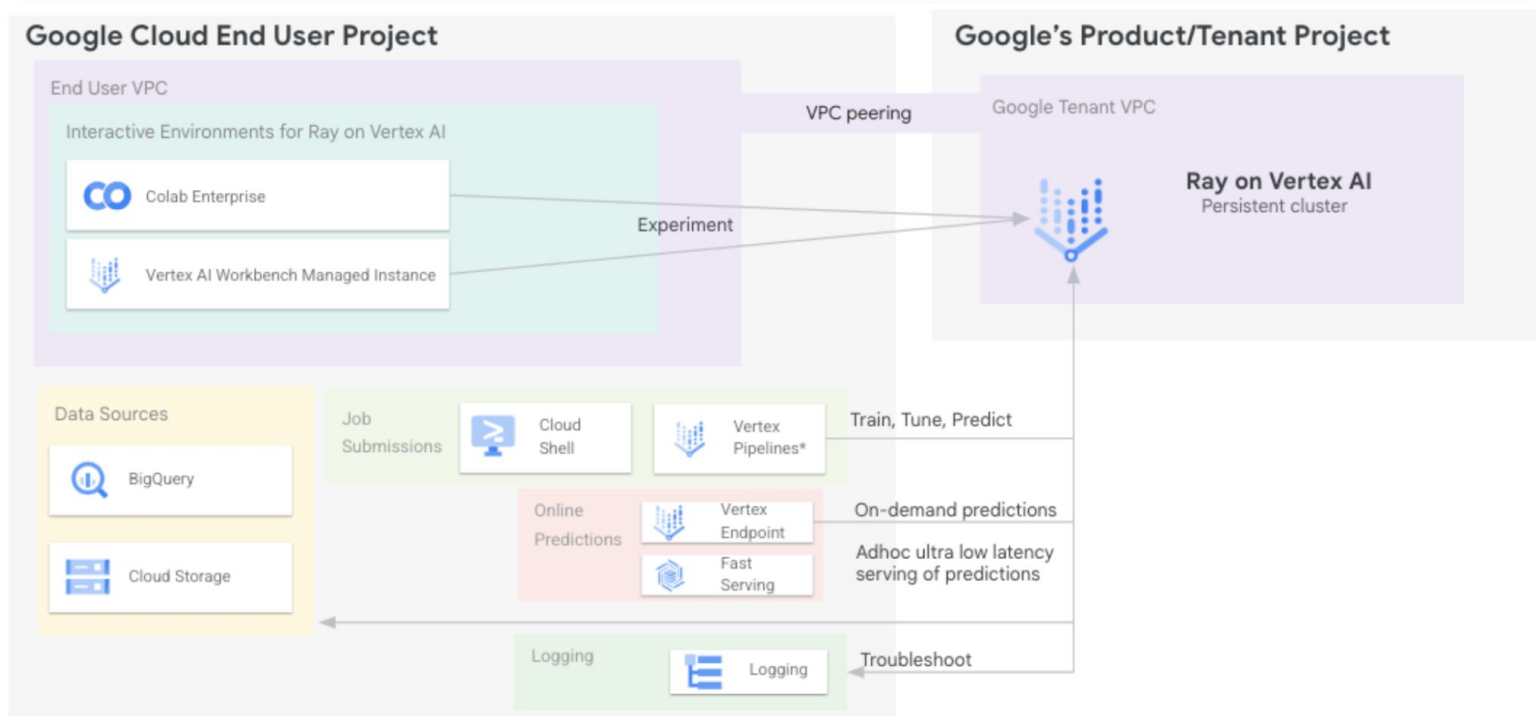 Google Cloud End User Project
End User VPC
Interactive Environments for Ray on Vertex AI
Colab Enterprise
Vertex AI Workbench Managed Instance
Experiment
VPC peering
Google's Product/Tenant Project
Google Tenant VPC
Ray on Vertex AI
Persistent cluster
Data Sources
BigQuery
Cloud Storage
Job
Submissions
Cloud
Shell
Vertex
Pipelines*
Train, Tune, Predict
Online
Predictions
Vertex
Endpoint
Fast
Serving
On-demand predictions
Adhoc ultra low latency
serving of predictions
Logging
Logging
Troubleshoot